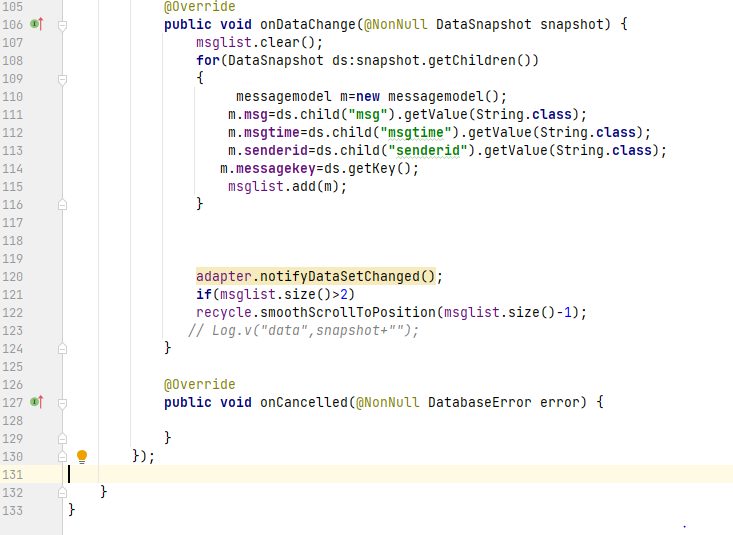 105 @Override
106 public void onDataChange(@NonNull DataSnapshot snapshot) {
107 msglist.clear();
108 for(DataSnapshot ds:snapshot.getChildren())
109 {
110 messagemodel m=new messagemodel();
111 m.msg=ds.child("msg").getValue(String.class);
112 m.msgtime=ds.child("msgtime").getValue(String.class);
113 m.senderid=ds.child("senderid").getValue(String.class);
114 m.messagekey=ds.getKey();
115 msglist.add(m);
116 }
117
118
119
120 adapter.notifyDataSetChanged();
121 if(msglist.size()>2)
122 recycle.smoothScrollToPosition(msglist.size()-1);
123 // Log.v("data",snapshot+"");
124 }
125
126 @Override
127 public void onCancelled(@NonNull DatabaseError error) {
128
129 }
130 });
131
132 }
133 }